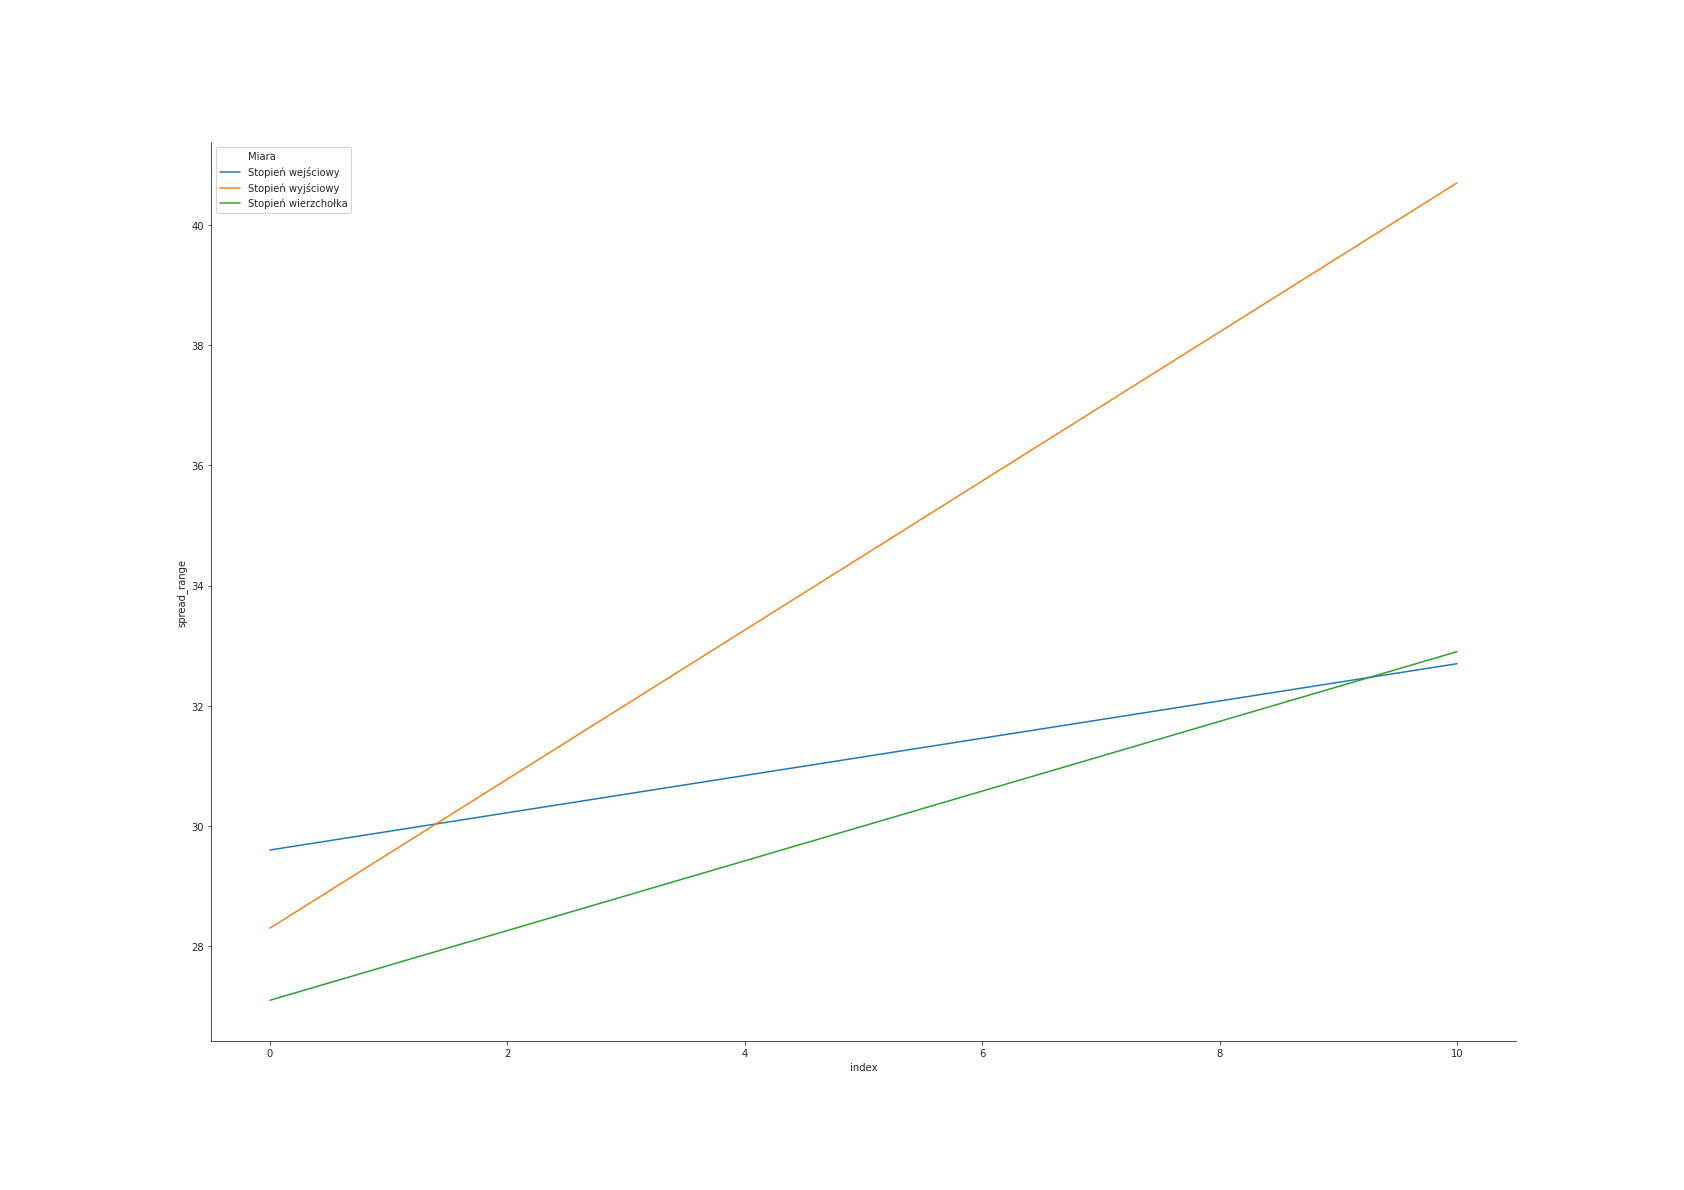 Miara
Stopień wejściowy
Stopień wyjściowy
Stopień wierzchołka
40
38
36
34
32
30
28
spread_range
0 2 4 6 8 10
index